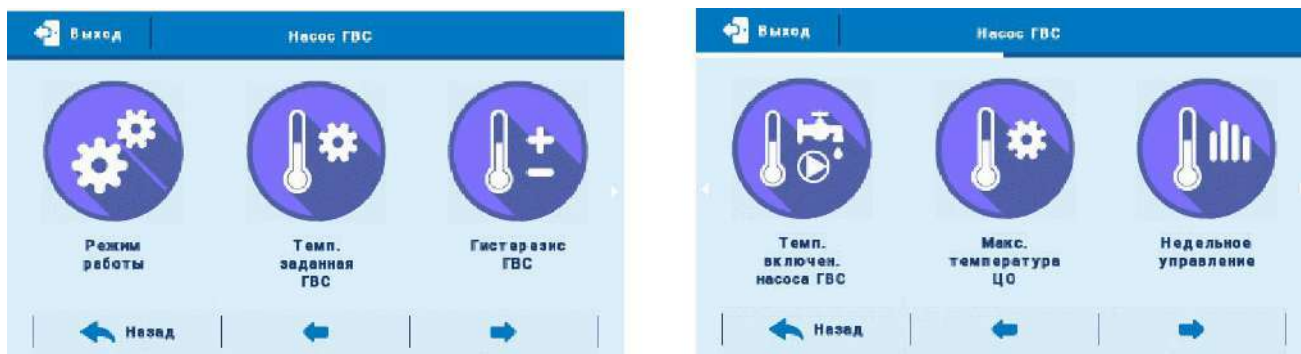 Выход Насос ГВС
Режим работы
Темп. заданная ГВС
Гистерезис ГВС
Назад
Выход Насос ГВС
Темп. включен. насоса ГВС
Макс. температура ЦО
Недельное управление
Назад